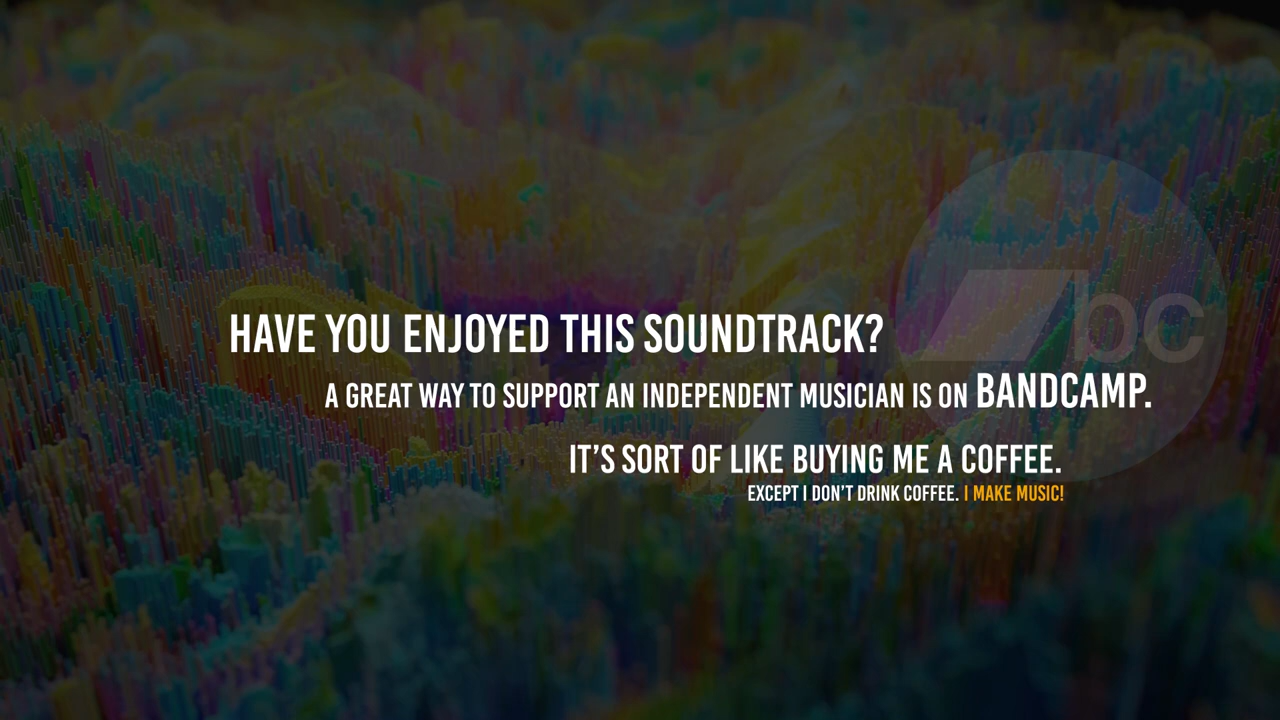 HAVE YOU ENJOYED THIS SOUNDTRACK?
bc
A GREAT WAY TO SUPPORT AN INDEPENDENT MUSICIAN IS ON BANDCAMP.
IT'S SORT OF LIKE BUYING ME A COFFEE.
EXCEPT I DON'T DRINK COFFEE. I MAKE MUSIC!